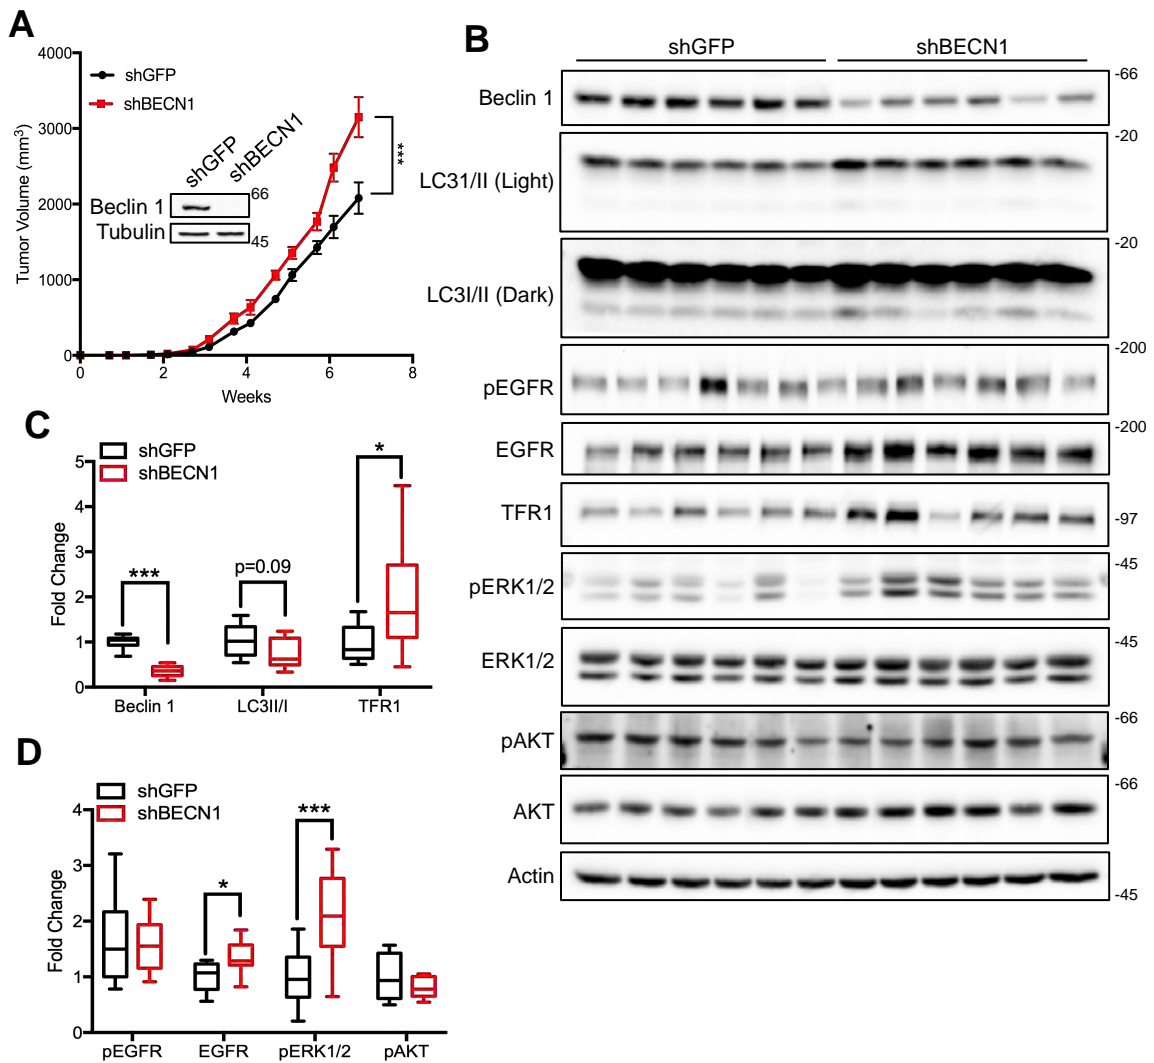 A
4000
3000
2000
1000
0
Tumor Volume (mm3)
shGFP
shBECN1
shGFP
shBECN1
Beclin 1
66
Tubulin
45
***
0
2
4
6
8
Weeks
B
shGFP
shBECN1
Beclin 1
-66
LC31/II (Light)
-20
LC3I/II (Dark)
-20
pEGFR
-200
EGFR
-200
TFR1
-97
pERK1/2
-45
ERK1/2
-45
pAKT
-66
AKT
-66
Actin
-45
C
shGFP
shBECN1
5
4
3
2
1
0
Fold Change
***
p=0.09
*
Beclin 1
LC3II/I
TFR1
D
shGFP
shBECN1
4
3
2
1
0
Fold Change
*
***
pEGFR
EGFR
pERK1/2
pAKT